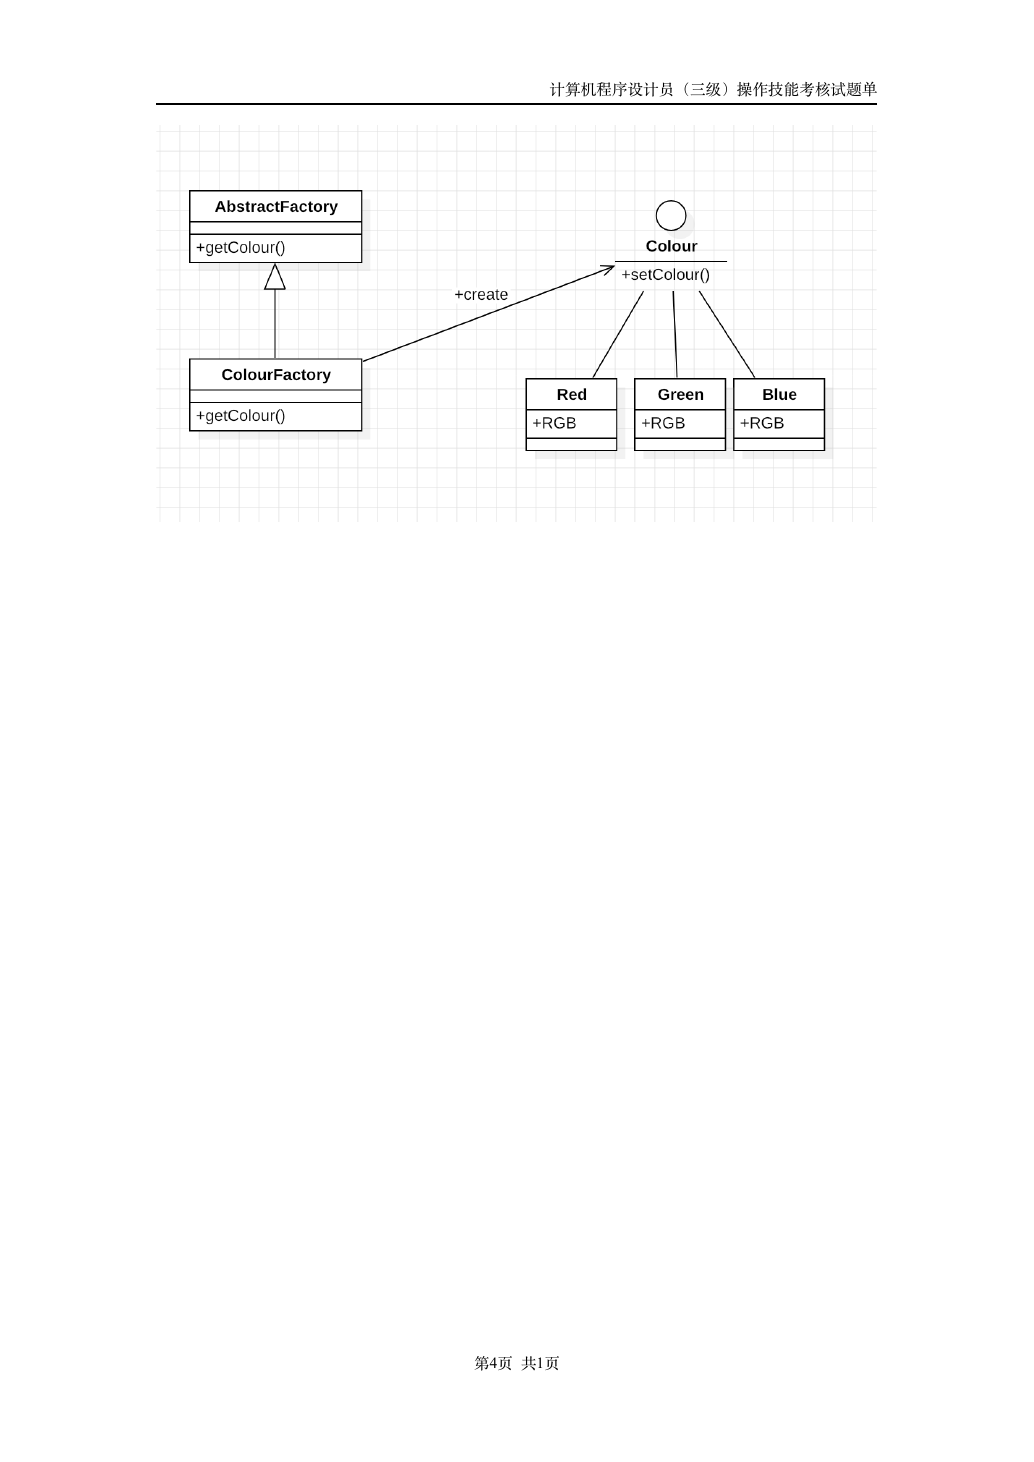 计算机程序设计员（三级）操作技能考核试题单
AbstractFactory
+getColour()
Colour
+setColour()
+create
ColourFactory
+getColour()
Red
+RGB
Green
+RGB
Blue
+RGB
第4页 共1页